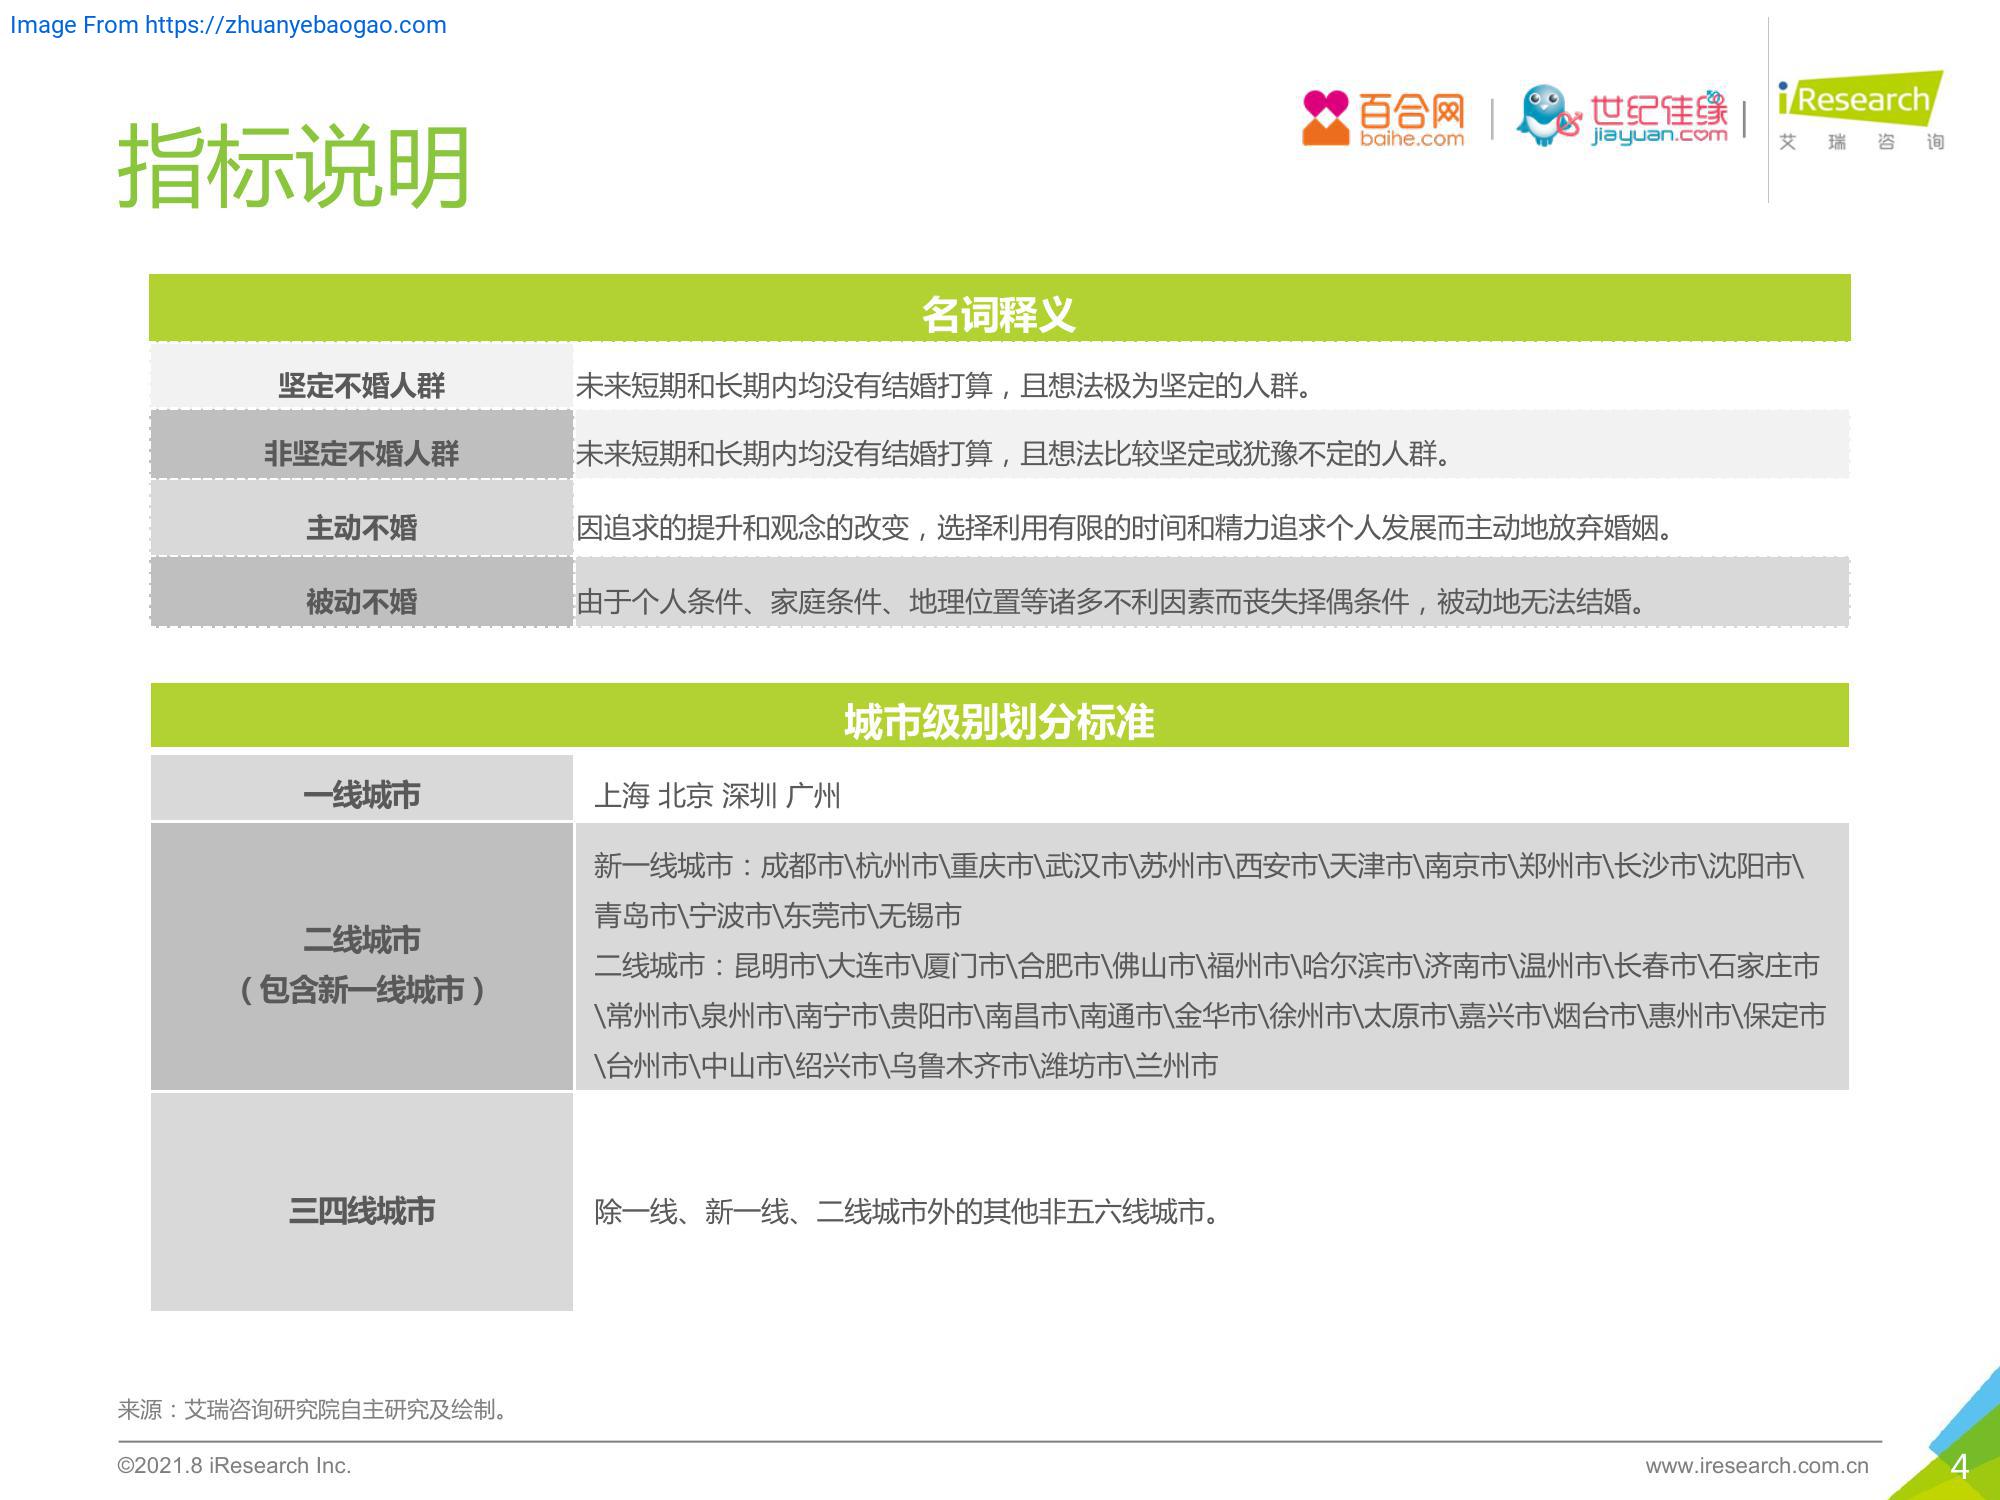 Image From https://zhuanyebaogao.com
百合网
baihe.com
世纪佳缘
jiayuan.com
iResearch
艾瑞咨询
指标说明
名词释义
坚定不婚人群 未来短期和长期内均没有结婚打算，且想法极为坚定的人群。
非坚定不婚人群 未来短期和长期内均没有结婚打算，且想法比较坚定或犹豫不定的人群。
主动不婚 因追求的提升和观念的改变，选择利用有限的时间和精力追求个人发展而主动地放弃婚姻。
被动不婚 由于个人条件、家庭条件、地理位置等诸多不利因素而丧失择偶条件，被动地无法结婚。
城市级别划分标准
一线城市 上海 北京 深圳 广州
二线城市
（包含新一线城市）
新一线城市：成都市\杭州市\重庆市\武汉市\苏州市\西安市\天津市\南京市\郑州市\长沙市\沈阳市\
青岛市\宁波市\东莞市\无锡市
二线城市：昆明市\大连市\厦门市\合肥市\佛山市\福州市\哈尔滨市\济南市\温州市\长春市\石家庄市
\常州市\泉州市\南宁市\贵阳市\南昌市\南通市\金华市\徐州市\太原市\嘉兴市\烟台市\惠州市\保定市
\台州市\中山市\绍兴市\乌鲁木齐市\潍坊市\兰州市
三四线城市 除一线、新一线、二线城市外的其他非五六线城市。
来源：艾瑞咨询研究院自主研究及绘制。
©2021.8 iResearch Inc.
www.iresearch.com.cn
4